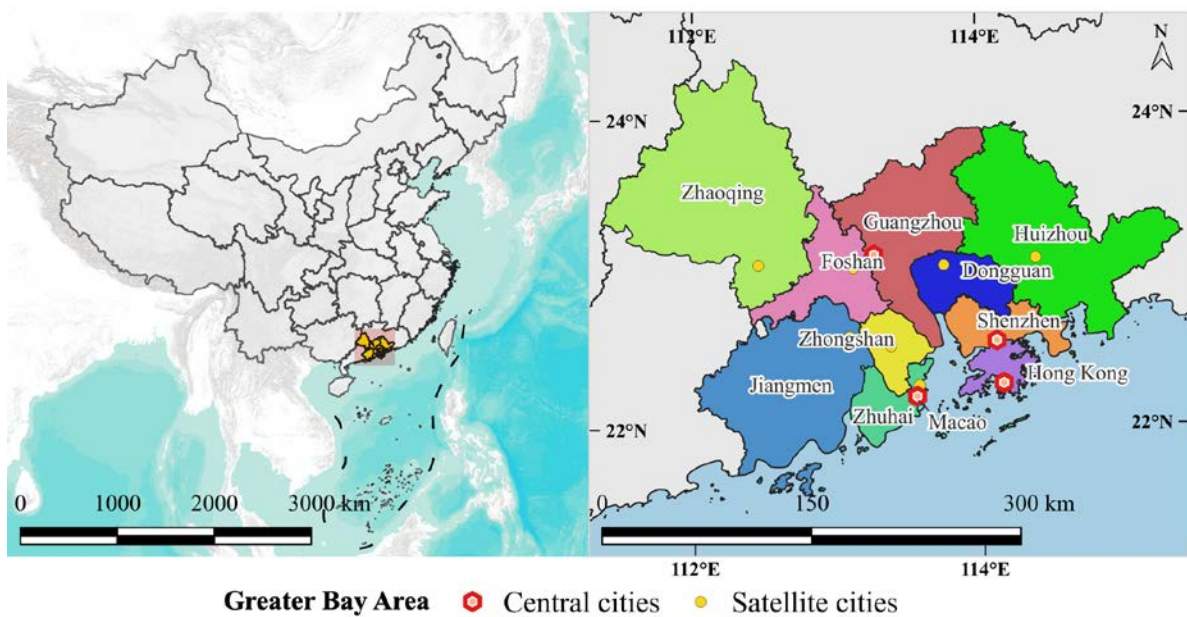 112°E
114°E
N
24°N
24°N
Zhaoqing
Guangzhou
Huizhou
Foshan
Dongguan
Shenzhen
Zhongshan
Hong Kong
Jiangmen
Zhuhai
Macao
22°N
22°N
0 1000 2000 3000 km
0 150 300 km
112°E
114°E
Greater Bay Area Central cities Satellite cities